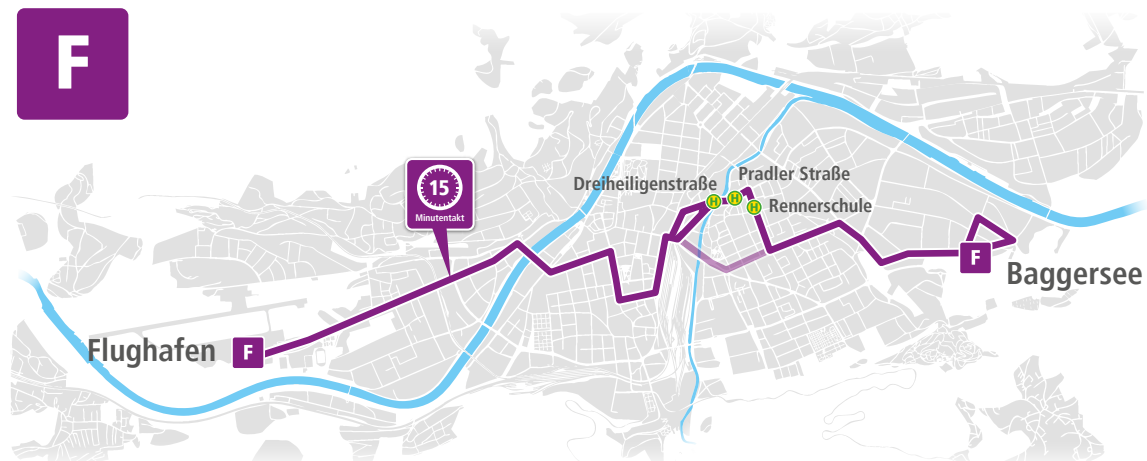 F
15
Minutentakt
Dreiheiligenstraße
Pradler Straße
H
H
H
Rennerschule
F
Baggersee
Flughafen
F